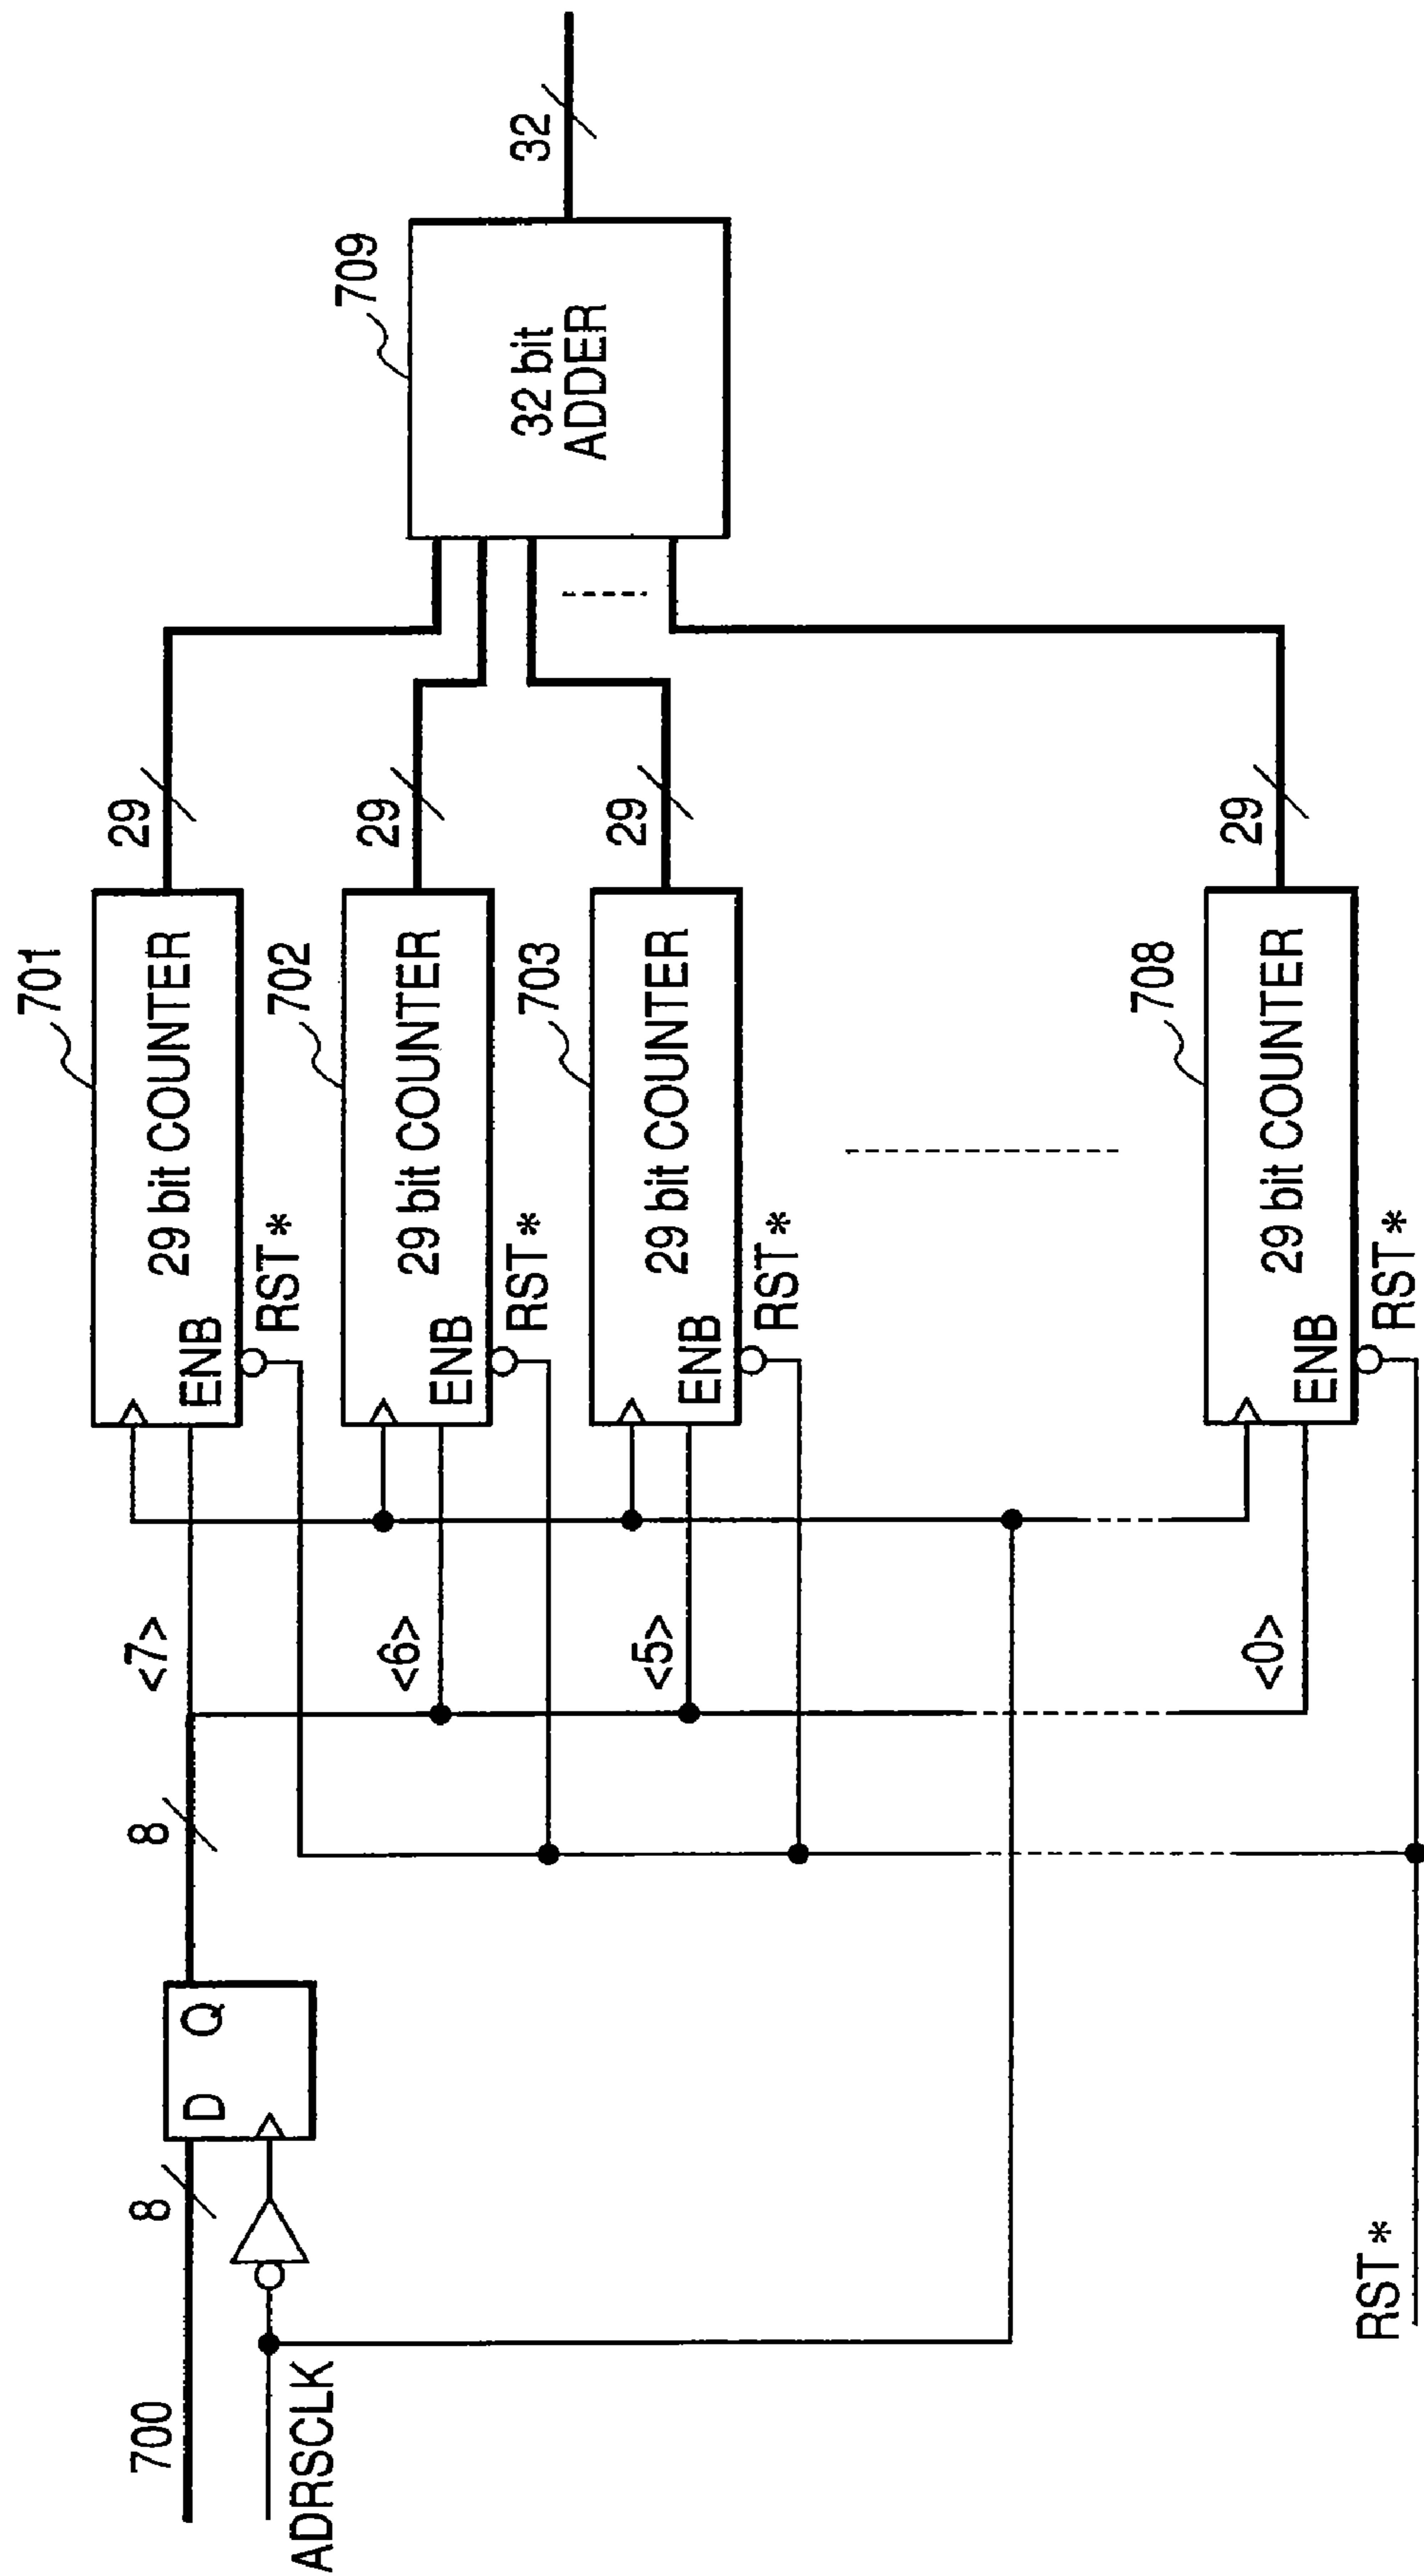 700
8
D Q
ADRSCLK
8
<7>
<6>
<5>
<0>
701
29 bit COUNTER
ENB
RST*
29
702
29 bit COUNTER
ENB
RST*
29
703
29 bit COUNTER
ENB
RST*
29
708
29 bit COUNTER
ENB
RST*
29
709
32 bit
ADDER
32
RST*